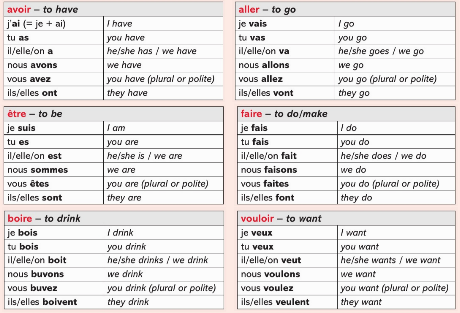 avoir – to have
j'ai (= je + ai) I have
tu as you have
il/elle/on a he/she has / we have
nous avons we have
vous avez you have (plural or polite)
ils/elles ont they have
aller – to go
je vais I go
tu vas you go
il/elle/on va he/she goes / we go
nous allons we go
vous allez you go (plural or polite)
ils/elles vont they go
être – to be
je suis I am
tu es you are
il/elle/on est he/she is / we are
nous sommes we are
vous êtes you are (plural or polite)
ils/elles sont they are
faire – to do/make
je fais I do
tu fais you do
il/elle/on fait he/she does / we do
nous faisons we do
vous faites you do (plural or polite)
ils/elles font they do
boire – to drink
je bois I drink
tu bois you drink
il/elle/on boit he/she drinks / we drink
nous buvons we drink
vous buvez you drink (plural or polite)
ils/elles boivent they drink
vouloir – to want
je veux I want
tu veux you want
il/elle/on veut he/she wants / we want
nous voulons we want
vous voulez you want (plural or polite)
ils/elles veulent they want